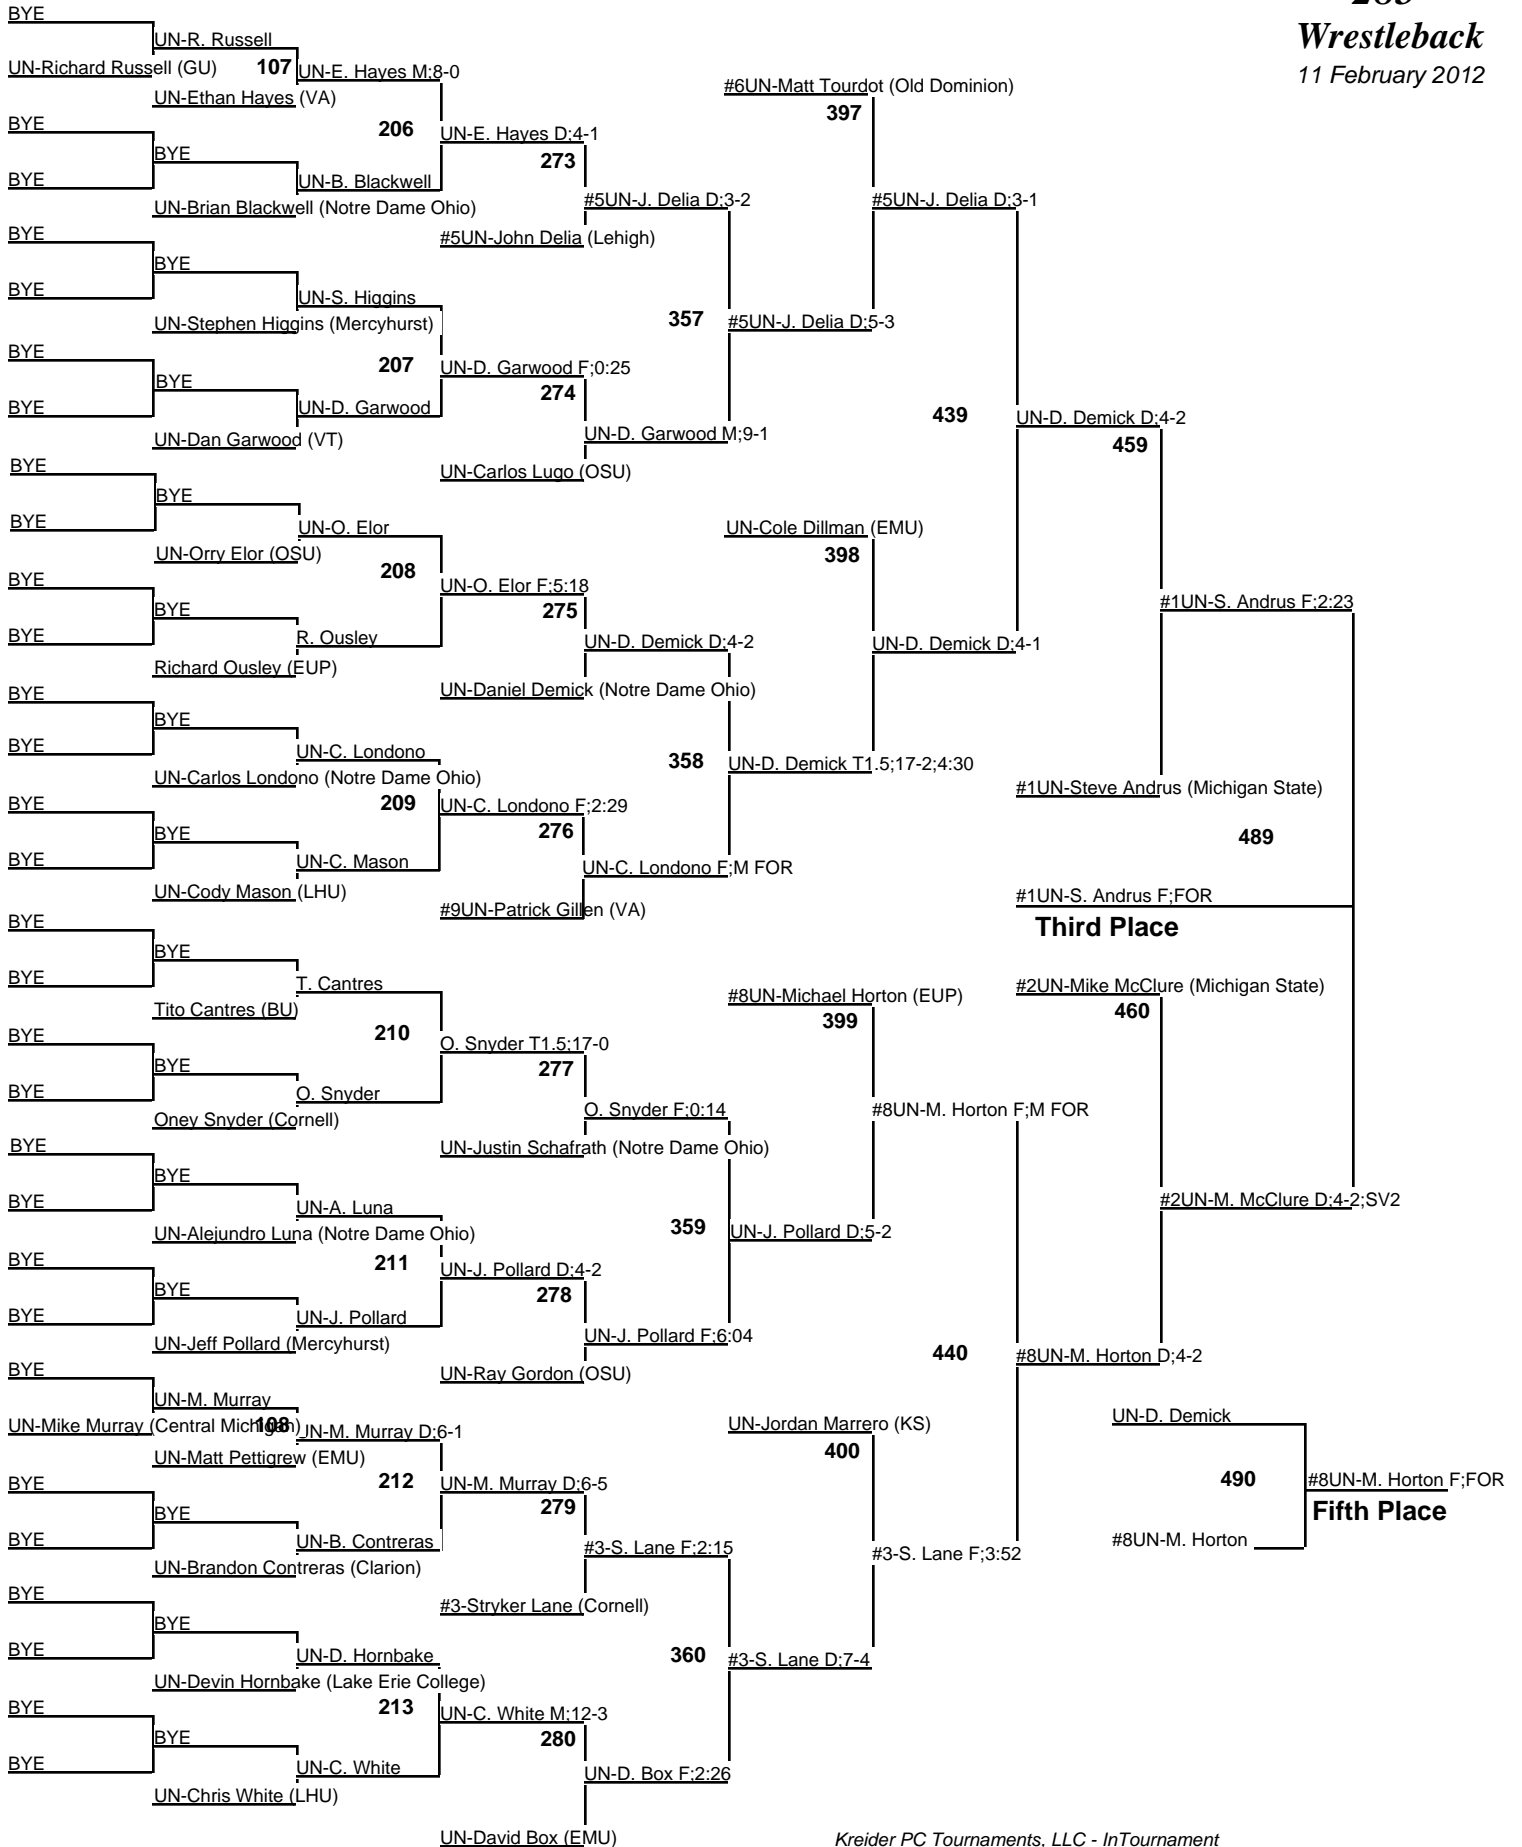 285
Wrestleback
11 February 2012
BYE
UN-R. Russell
UN-Richard Russell (GU)
107
UN-E. Hayes M;8-0
UN-Ethan Hayes (VA)
#6UN-Matt Tourdot (Old Dominion)
397
BYE
206
UN-E. Hayes D;4-1
BYE
273
BYE
UN-B. Blackwell
UN-Brian Blackwell (Notre Dame Ohio)
#5UN-J. Delia D;3-2
#5UN-J. Delia D;3-1
BYE
#5UN-John Delia (Lehigh)
BYE
BYE
UN-S. Higgins
UN-Stephen Higgins (Mercyhurst)
357
#5UN-J. Delia D;5-3
BYE
207
UN-D. Garwood F;0:25
BYE
274
BYE
UN-D. Garwood
439
UN-D. Demick D;4-2
UN-Dan Garwood (VT)
UN-D. Garwood M;9-1
459
BYE
UN-Carlos Lugo (OSU)
BYE
BYE
UN-O. Elor
UN-Cole Dillman (EMU)
UN-Orry Elor (OSU)
398
BYE
208
UN-O. Elor F;5:18
BYE
275
#1UN-S. Andrus F;2:23
BYE
R. Ousley
UN-D. Demick D;4-2
UN-D. Demick D;4-1
Richard Ousley (EUP)
BYE
UN-Daniel Demick (Notre Dame Ohio)
BYE
BYE
UN-C. Londono
358
UN-D. Demick T1.5;17-2;4:30
UN-Carlos Londono (Notre Dame Ohio)
#1UN-Steve Andrus (Michigan State)
BYE
209
UN-C. Londono F;2:29
BYE
276
489
BYE
UN-C. Mason
UN-C. Londono F;M FOR
UN-Cody Mason (LHU)
#1UN-S. Andrus F;FOR
BYE
#9UN-Patrick Gillen (VA)
Third Place
BYE
BYE
T. Cantres
#8UN-Michael Horton (EUP)
#2UN-Mike McClure (Michigan State)
Tito Cantres (BU)
399
460
BYE
210
O. Snyder T1.5;17-0
BYE
277
BYE
O. Snyder
O. Snyder F;0:14
#8UN-M. Horton F;M FOR
Oney Snyder (Cornell)
BYE
UN-Justin Schafrath (Notre Dame Ohio)
BYE
BYE
UN-A. Luna
#2UN-M. McClure D;4-2;SV2
UN-Alejundro Luna (Notre Dame Ohio)
359
UN-J. Pollard D;5-2
BYE
211
UN-J. Pollard D;4-2
BYE
278
BYE
UN-J. Pollard
UN-Jeff Pollard (Mercyhurst)
UN-J. Pollard F;6:04
440
#8UN-M. Horton D;4-2
BYE
UN-Ray Gordon (OSU)
UN-M. Murray
UN-Mike Murray (Central Michigan)
108
UN-M. Murray D;6-1
UN-Jordan Marrero (KS)
UN-D. Demick
UN-Matt Pettigrew (EMU)
400
BYE
212
UN-M. Murray D;6-5
490
#8UN-M. Horton F;FOR
BYE
279
Fifth Place
BYE
UN-B. Contreras
#3-S. Lane F;2:15
#3-S. Lane F;3:52
#8UN-M. Horton
UN-Brandon Contreras (Clarion)
BYE
#3-Stryker Lane (Cornell)
BYE
BYE
UN-D. Hornbake
360
#3-S. Lane D;7-4
UN-Devin Hornbake (Lake Erie College)
BYE
213
UN-C. White M;12-3
BYE
280
BYE
UN-C. White
UN-D. Box F;2:26
UN-Chris White (LHU)
UN-David Box (EMU)
Kreider PC Tournaments, LLC - InTournament